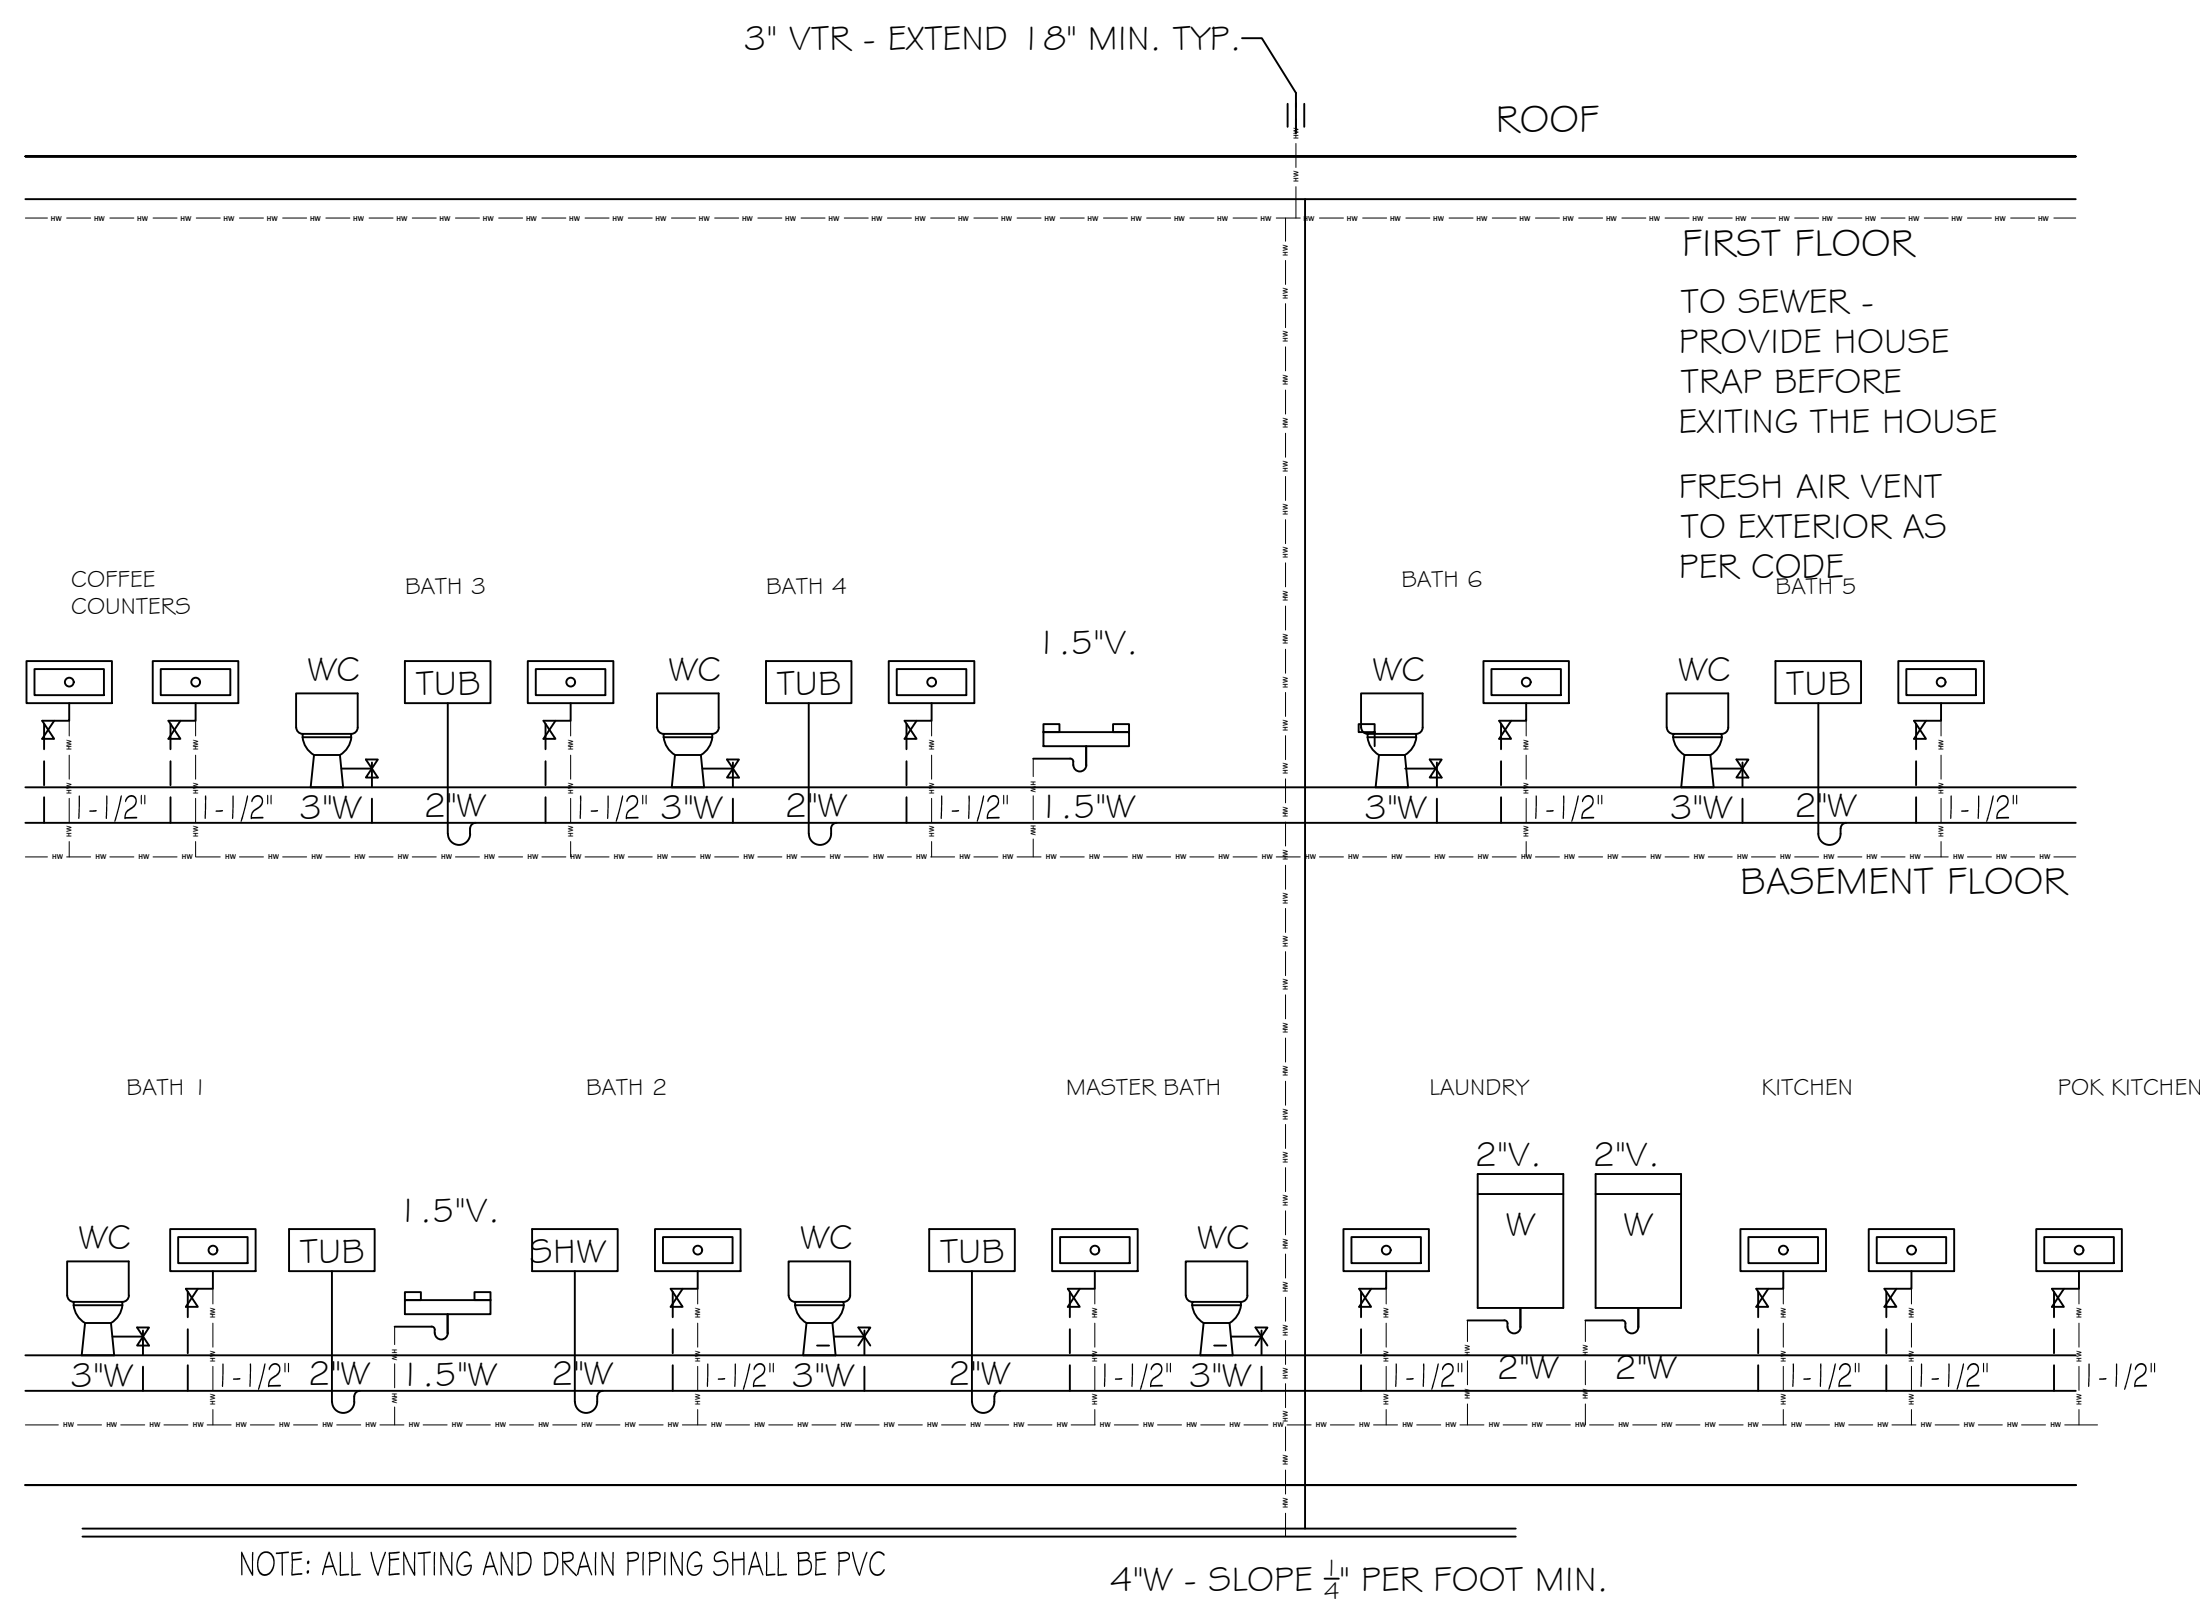 3" VTR - EXTEND 18" MIN. TYP.
ROOF
FIRST FLOOR
TO SEWER -
PROVIDE HOUSE
TRAP BEFORE
EXITING THE HOUSE
FRESH AIR VENT
TO EXTERIOR AS
PER CODE
COFFEE
COUNTERS
BATH 3
BATH 4
BATH 6
BATH 5
1.5"V.
WC
TUB
WC
TUB
WC
WC
TUB
1-1/2"
1-1/2"
3"W
2"W
1-1/2"
3"W
2"W
1-1/2"
1.5"W
3"W
1-1/2"
3"W
2"W
1-1/2"
BASEMENT FLOOR
BATH 1
BATH 2
MASTER BATH
LAUNDRY
KITCHEN
POK KITCHEN
2"V.
2"V.
1.5"V.
WC
TUB
SHW
WC
TUB
WC
W
W
3"W
1-1/2"
2"W
1.5"W
2"W
1-1/2"
3"W
2"W
1-1/2"
3"W
1-1/2"
2"W
2"W
1-1/2"
1-1/2"
1-1/2"
NOTE: ALL VENTING AND DRAIN PIPING SHALL BE PVC
4"W - SLOPE 1/4" PER FOOT MIN.